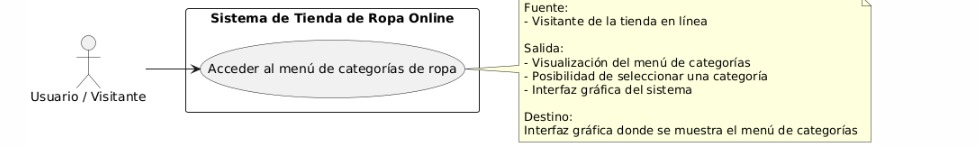 Sistema de Tienda de Ropa Online
Acceder al menú de categorías de ropa
Usuario / Visitante
Fuente:
- Visitante de la tienda en línea
Salida:
- Visualización del menú de categorías
- Posibilidad de seleccionar una categoría
- Interfaz gráfica del sistema
Destino:
Interfaz gráfica donde se muestra el menú de categorías